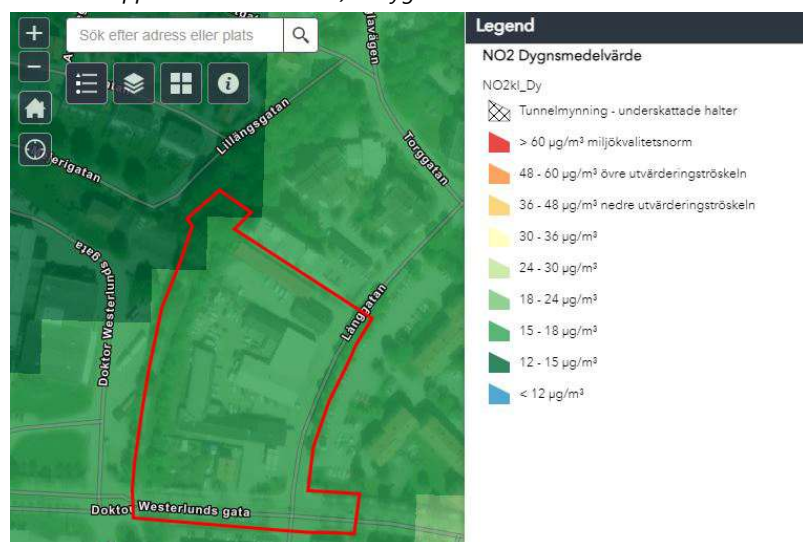 Sök efter adress eller plats
Lillängsgatan
Torggatan
Långgatan
Doktor Westerlunds gata
Doktor Westerlunds gata
Legend
NO2 Dygnsmedelvärde
NO2kl_Dy
Tunnelmynning - underskattade halter
> 60 µg/m³ miljökvalitetsnorm
48 - 60 µg/m³ övre utvärderingströskeln
36 - 48 µg/m³ nedre utvärderingströskeln
30 - 36 µg/m³
24 - 30 µg/m³
18 - 24 µg/m³
15 - 18 µg/m³
12 - 15 µg/m³
< 12 µg/m³